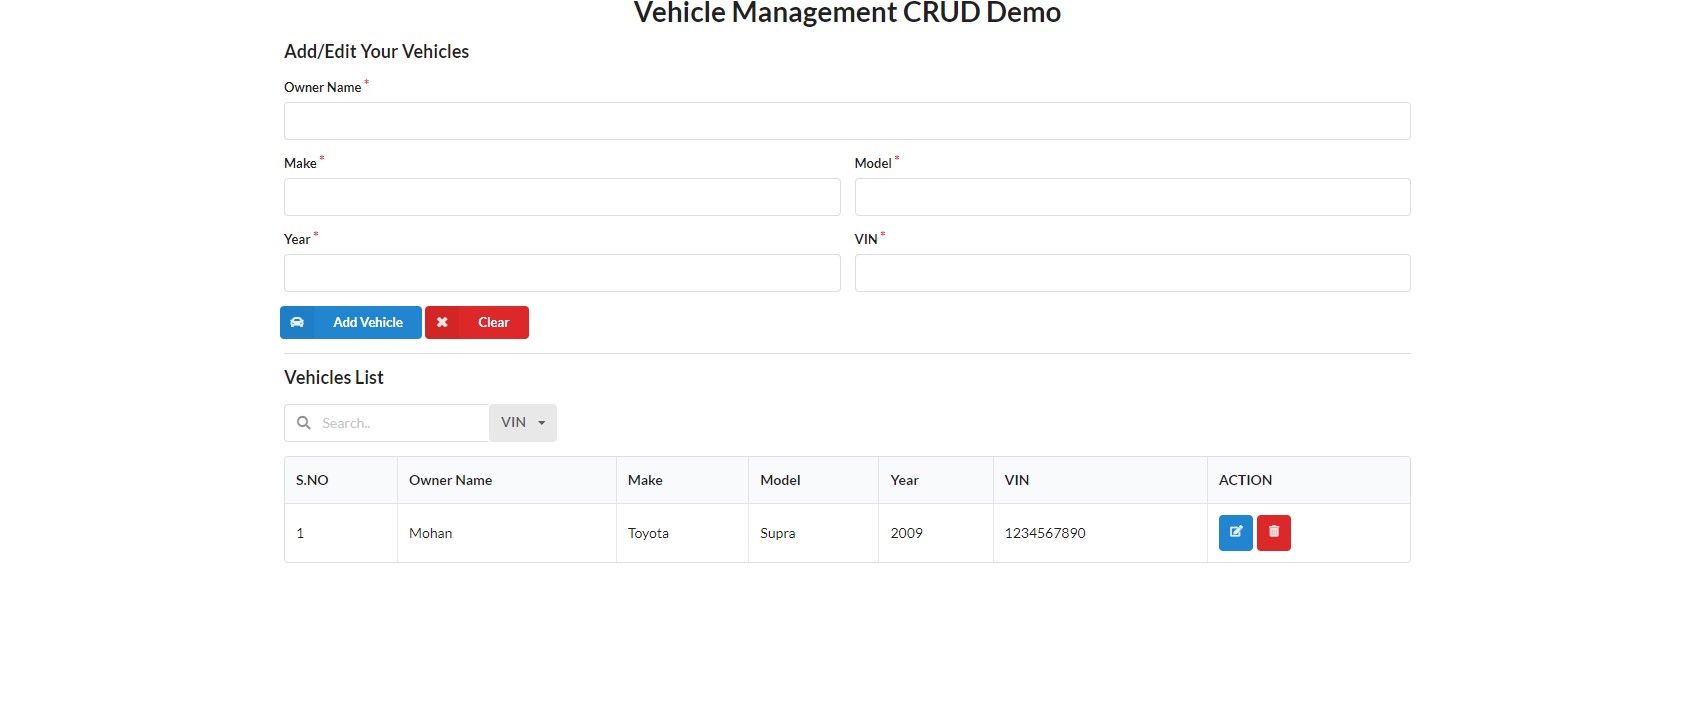 Vehicle Management CRUD Demo
Add/Edit Your Vehicles
Owner Name *
Make * Model *
Year * VIN *
Add Vehicle Clear
Vehicles List
Search.. VIN
S.NO Owner Name Make Model Year VIN ACTION
1 Mohan Toyota Supra 2009 1234567890